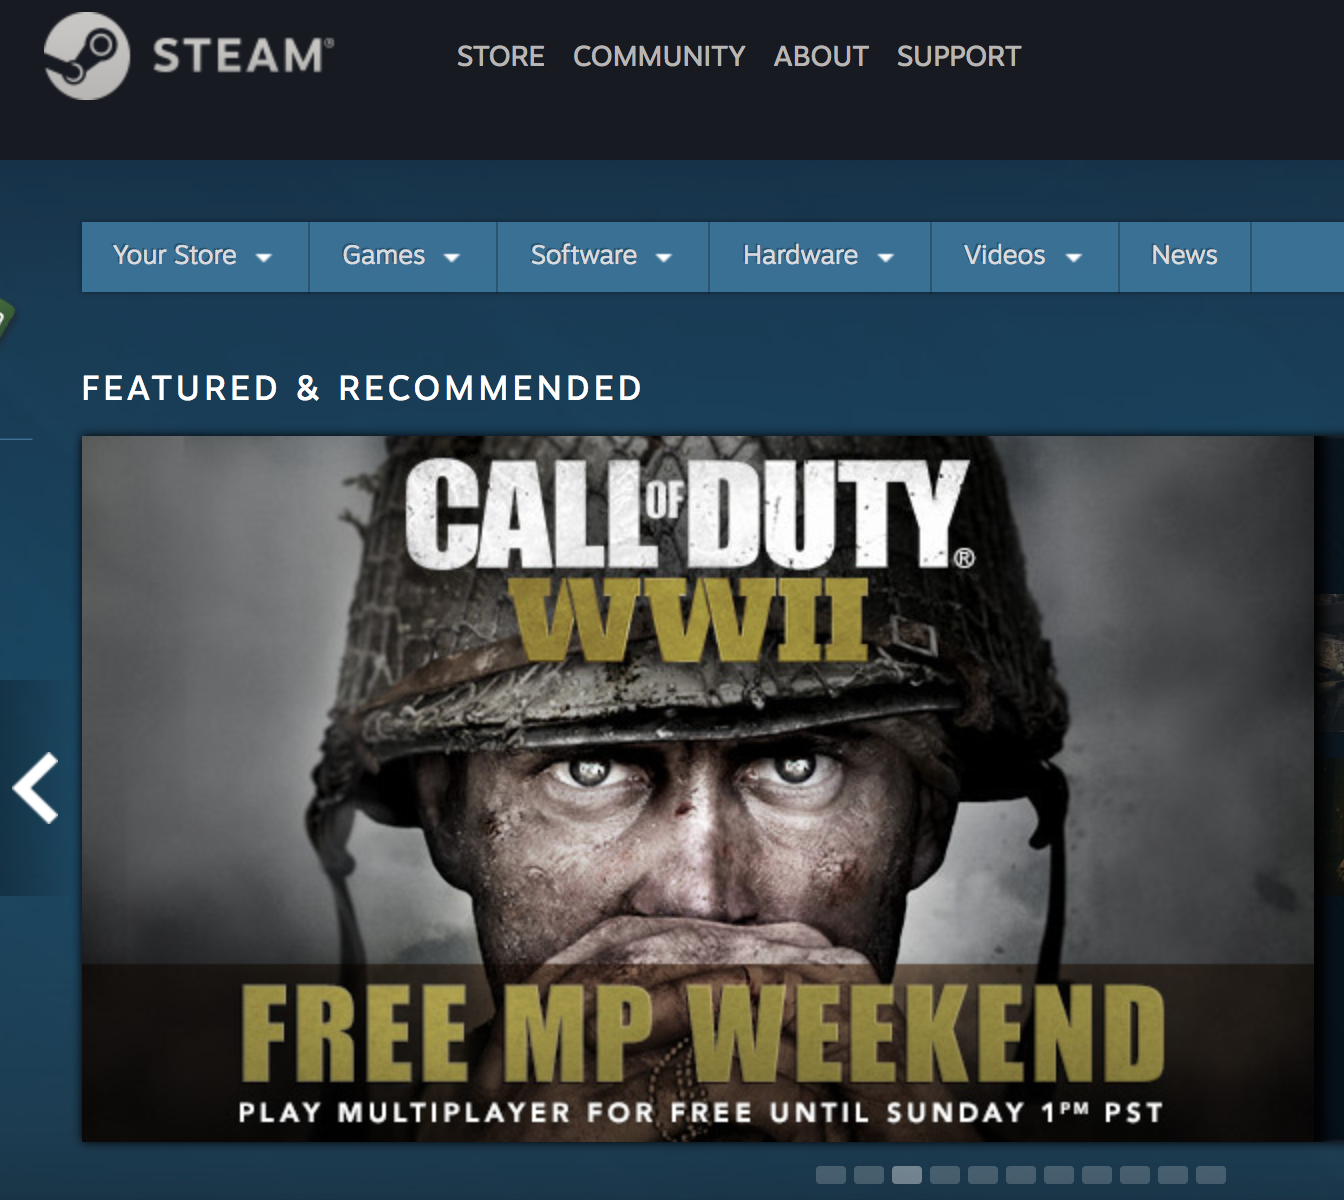 STEAM®
STORE COMMUNITY ABOUT SUPPORT
Your Store Games Software Hardware Videos News
FEATURED & RECOMMENDED
CALL OF DUTY®
WWII
FREE MP WEEKEND
PLAY MULTIPLAYER FOR FREE UNTIL SUNDAY 1PM PST